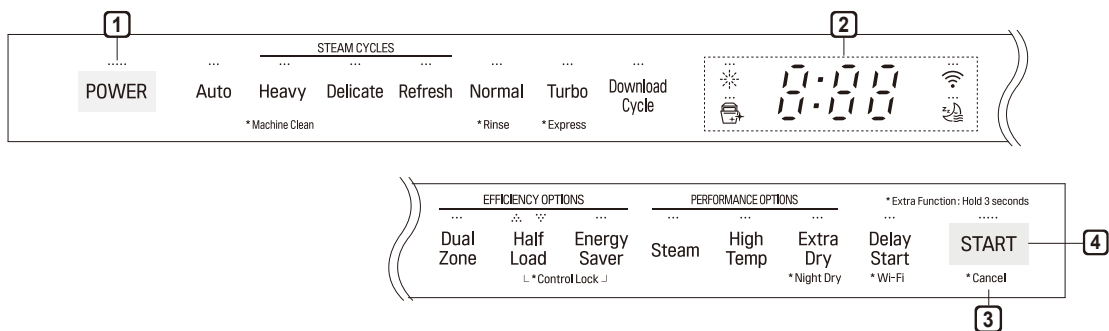 1
2
STEAM CYCLES
POWER Auto Heavy Delicate Refresh Normal Turbo Download
Cycle
8:88
*Machine Clean *Rinse *Express
zz
EFFICIENCY OPTIONS PERFORMANCE OPTIONS *Extra Function: Hold 3 seconds
Dual Half Energy Steam High Extra Delay START 4
Zone Load Saver Temp Dry Start
*Control Lock *Night Dry *Wi-Fi *Cancel
3